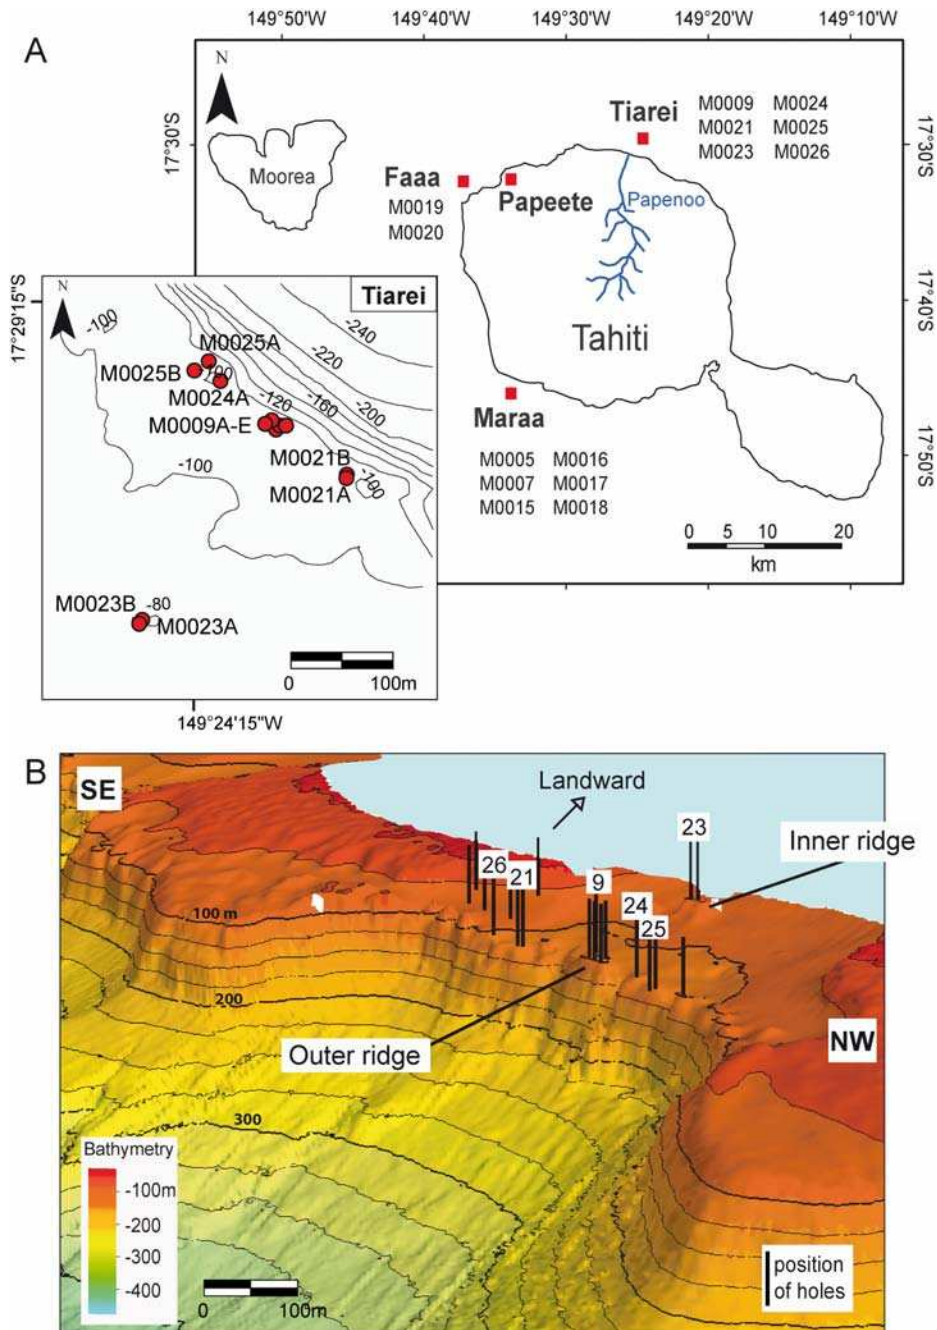 149°50'W 149°40'W 149°30'W 149°20'W 149°10'W
A
N
17°30'S
Moorea
Tiarei
M0009 M0024
M0021 M0025
M0023 M0026
17°30'S
Faaa
M0019
M0020
Papeete
Papenoo
17°40'S
Tahiti
Maraa
M0005 M0016
M0007 M0017
M0015 M0018
17°50'S
0 5 10 20
km
17°29'15"S
N
Tiarei
-100
-240
-220
-200
-160
-120
-100
M0025A
M0025B
M0024A
M0009A-E
M0021B
M0021A
-100
-100
M0023B
-80
M0023A
0 100m
149°24'15"W
B
SE
Landward
23
Inner ridge
26
21
9
24
25
100 m
200
Outer ridge
NW
300
Bathymetry
-100m
-200
-300
-400
0 100m
position
of holes